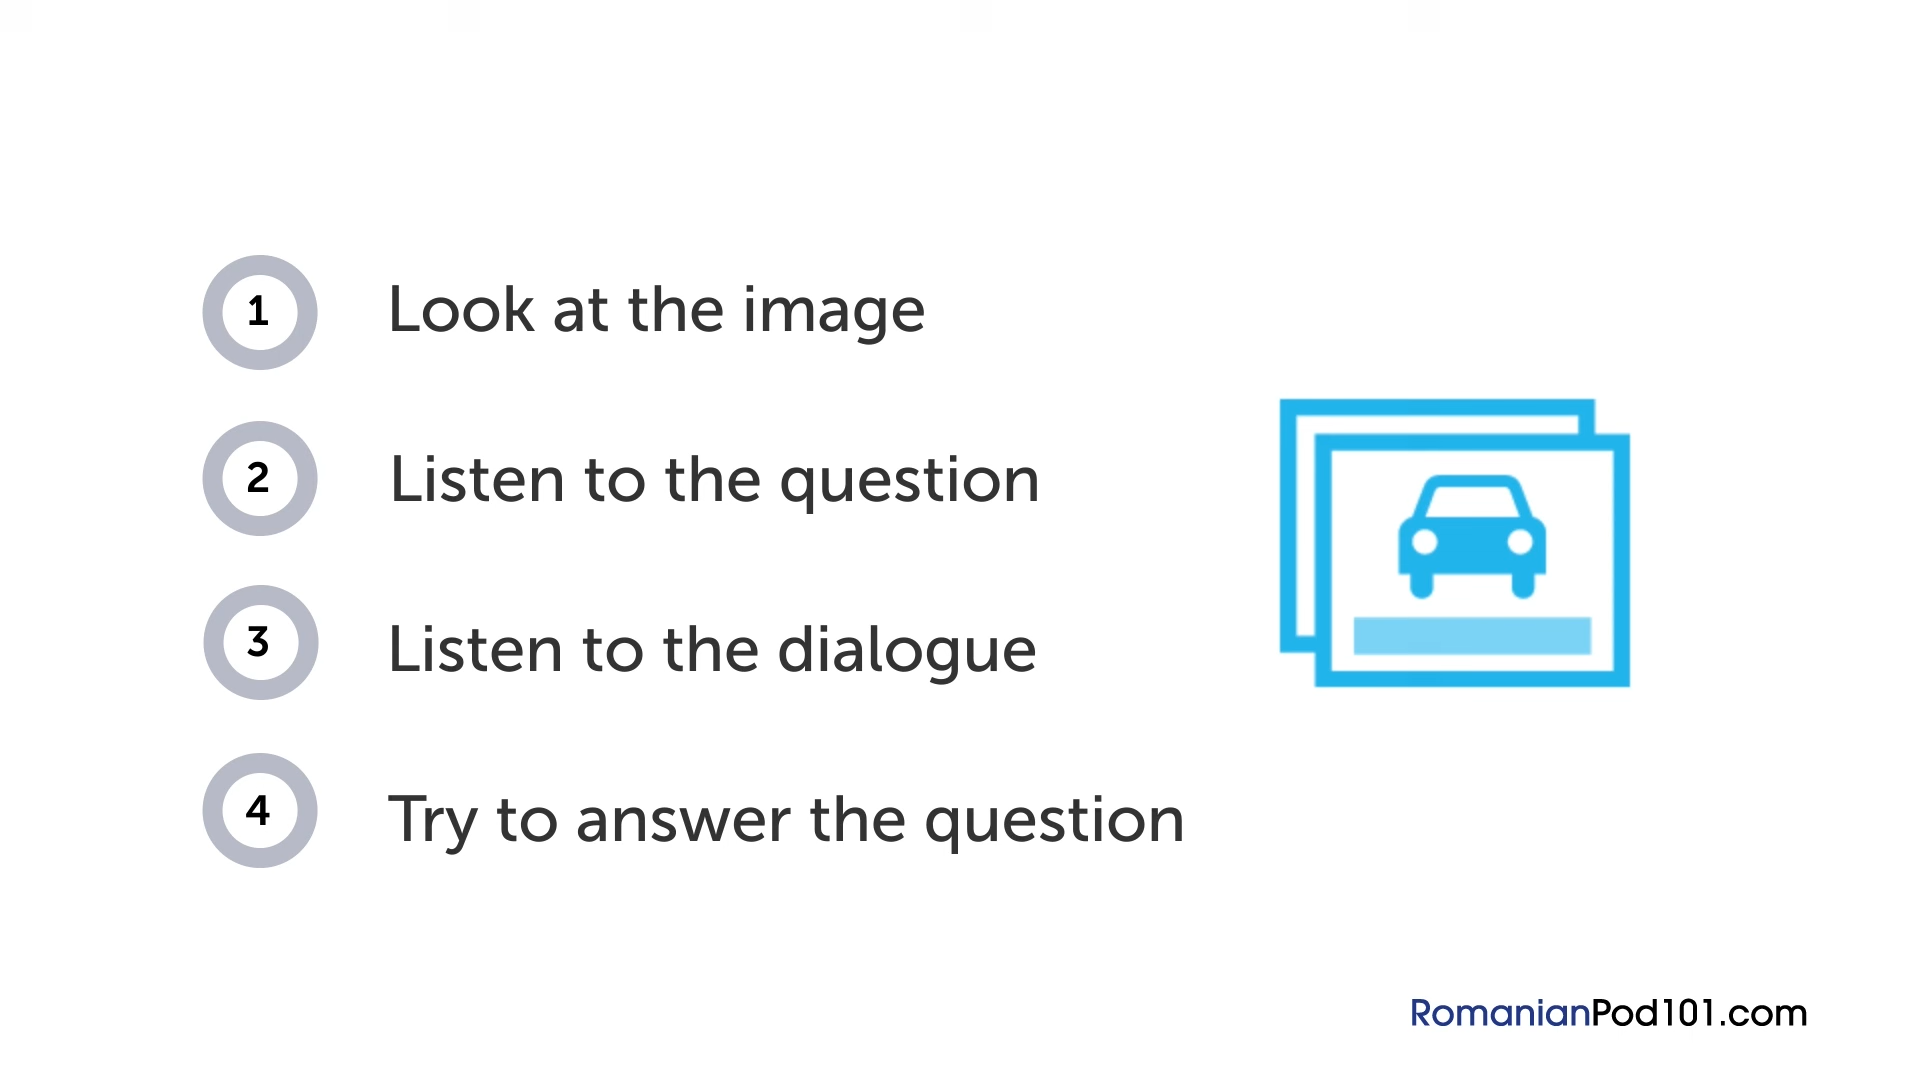 1 Look at the image
2 Listen to the question
3 Listen to the dialogue
4 Try to answer the question
RomanianPod101.com